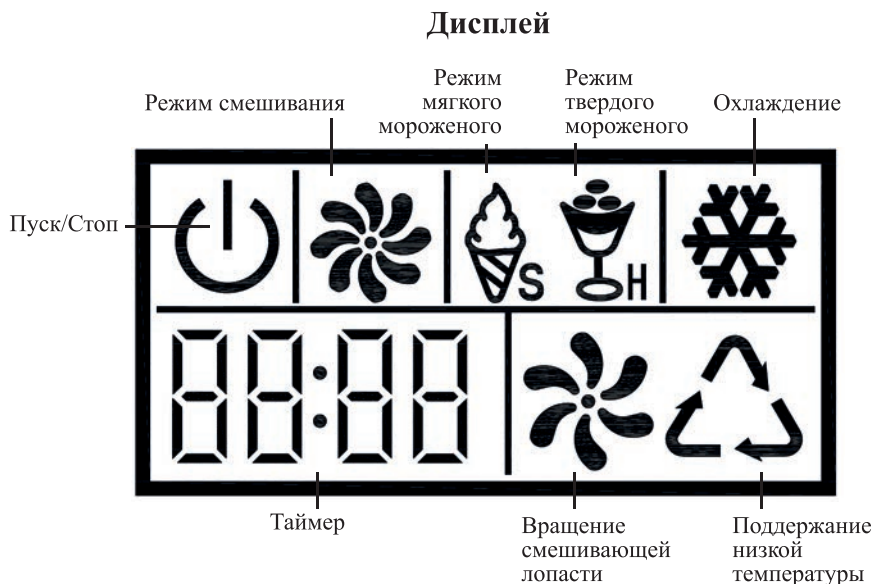 Дисплей
Режим смешивания
Режим
мягкого
мороженого
Режим
твердого
мороженого
Охлаждение
Пуск/Стоп
S
H
88:88
Таймер
Вращение
смешивающей
лопасти
Поддержание
низкой
температуры